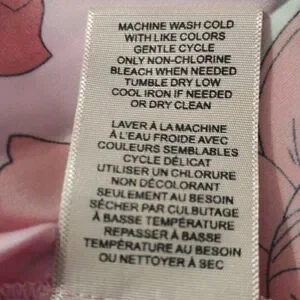 MACHINE WASH COLD
WITH LIKE COLORS
GENTLE CYCLE
ONLY NON-CHLORINE
BLEACH WHEN NEEDED
TUMBLE DRY LOW
COOL IRON IF NEEDED
OR DRY CLEAN
LAVER À LA MACHINE
À L'EAU FROIDE AVEC
COULEURS SEMBLABLES
CYCLE DÉLICAT
UTILISER UN CHLORURE
NON DÉCOLORANT
SEULEMENT AU BESOIN
SÉCHER PAR CULBUTAGE
À BASSE TEMPÉRATURE
REPASSER À BASSE
TEMPÉRATURE AU BESOIN
OU NETTOYER À SEC